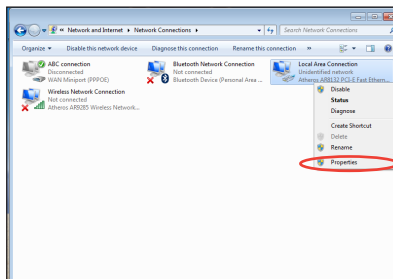 « Network and Internet ▸ Network Connections ▸
Search Network Connections
Organize ▾ Disable this network device Diagnose this connection Rename this connection »
ABC connection
Disconnected
WAN Miniport (PPPOE)
Bluetooth Network Connection
Not connected
Bluetooth Device (Personal Area ...
Local Area Connection
Unidentified network
Atheros AR8132 PCI-E Fast Ethern...
Wireless Network Connection
Not connected
Atheros AR9285 Wireless Network...
Disable
Status
Diagnose
Create Shortcut
Delete
Rename
Properties